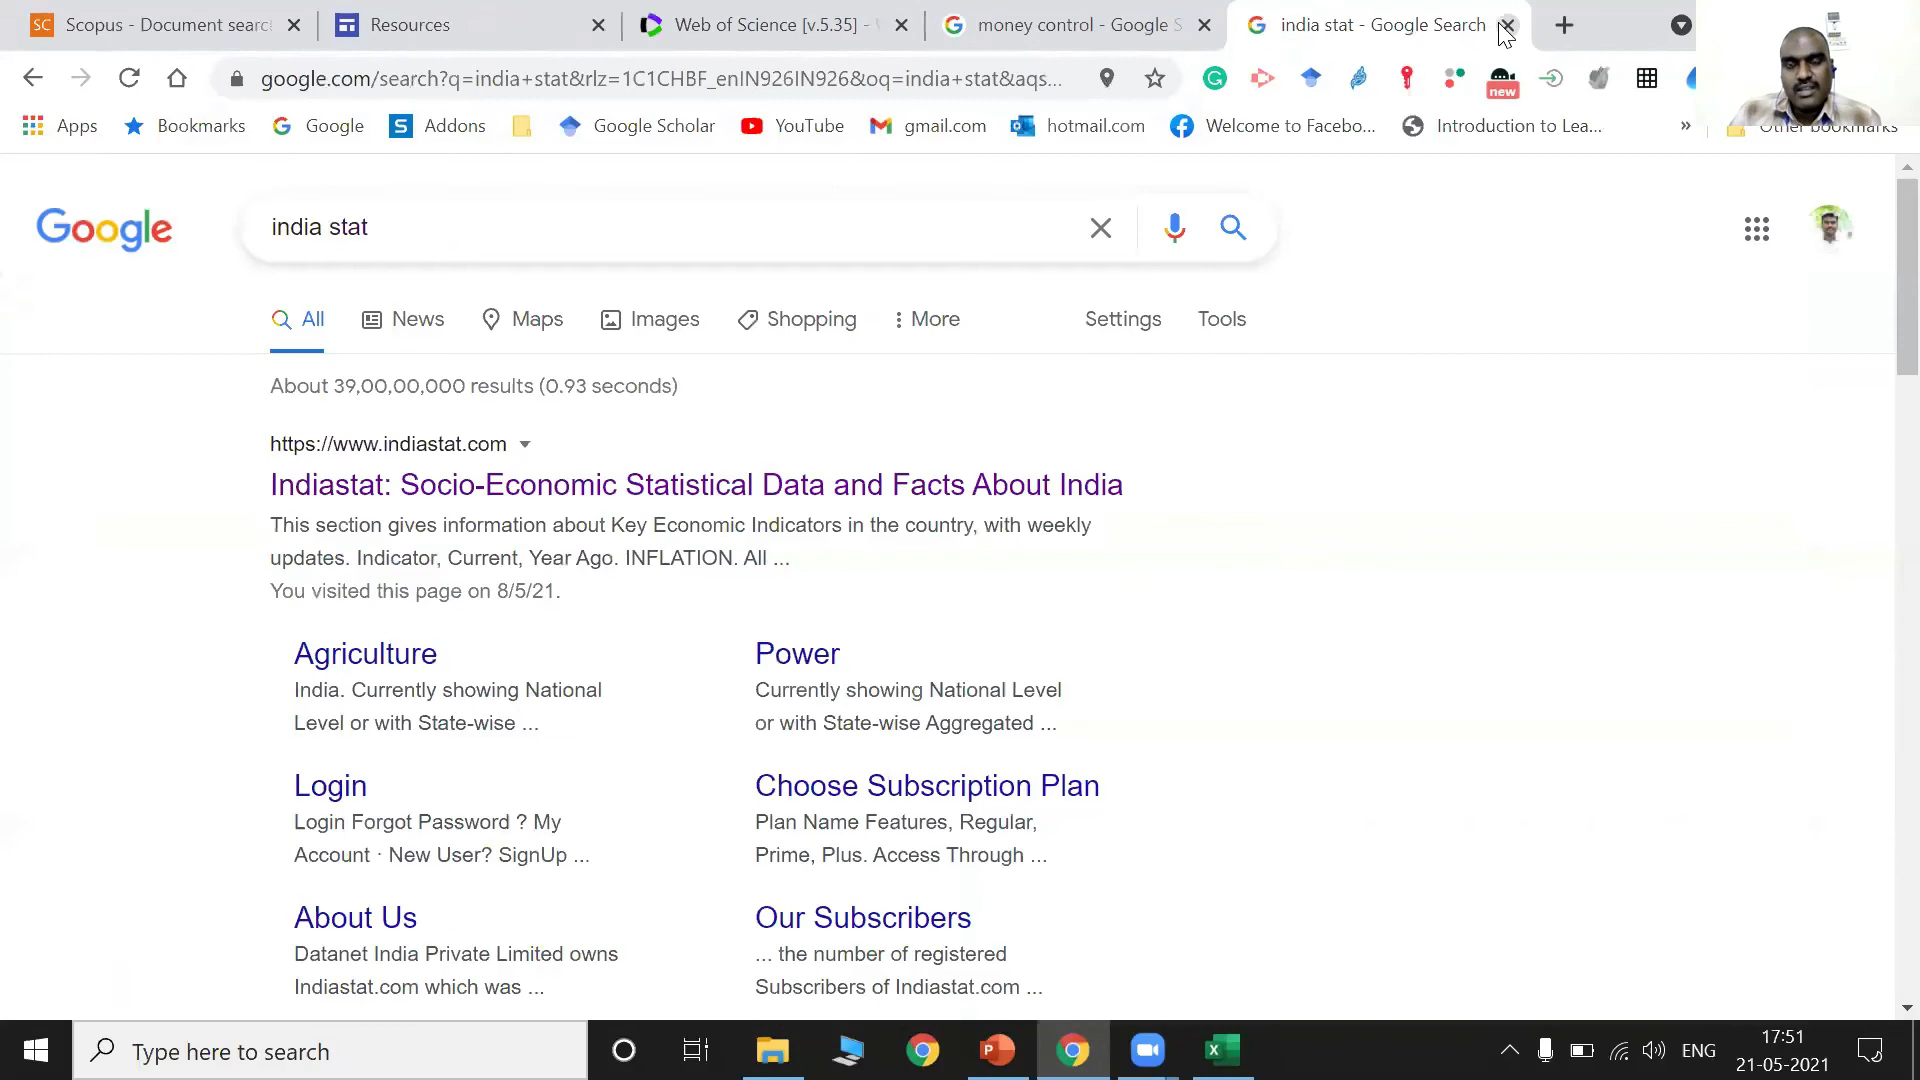 SC Scopus - Document searc
Resources
Web of Science [v.5.35] -
money control - Google S
india stat - Google Search
google.com/search?q=india+stat&rlz=1C1CHBF_enIN926IN926&oq=india+stat&aqs...
new
Apps
Bookmarks
Google
S Addons
Google Scholar
YouTube
gmail.com
hotmail.com
Welcome to Facebo...
Introduction to Lea...
»
Other bookmarks
Google
india stat
All
News
Maps
Images
Shopping
More
Settings
Tools
About 39,00,00,000 results (0.93 seconds)
https://www.indiastat.com
Indiastat: Socio-Economic Statistical Data and Facts About India
This section gives information about Key Economic Indicators in the country, with weekly
updates. Indicator, Current, Year Ago. INFLATION. All ...
You visited this page on 8/5/21.
Agriculture
India. Currently showing National
Level or with State-wise ...
Power
Currently showing National Level
or with State-wise Aggregated ...
Login
Login Forgot Password ? My
Account · New User? SignUp ...
Choose Subscription Plan
Plan Name Features, Regular,
Prime, Plus. Access Through ...
About Us
Datanet India Private Limited owns
Indiastat.com which was ...
Our Subscribers
... the number of registered
Subscribers of Indiastat.com ...
Type here to search
ENG
17:51
21-05-2021